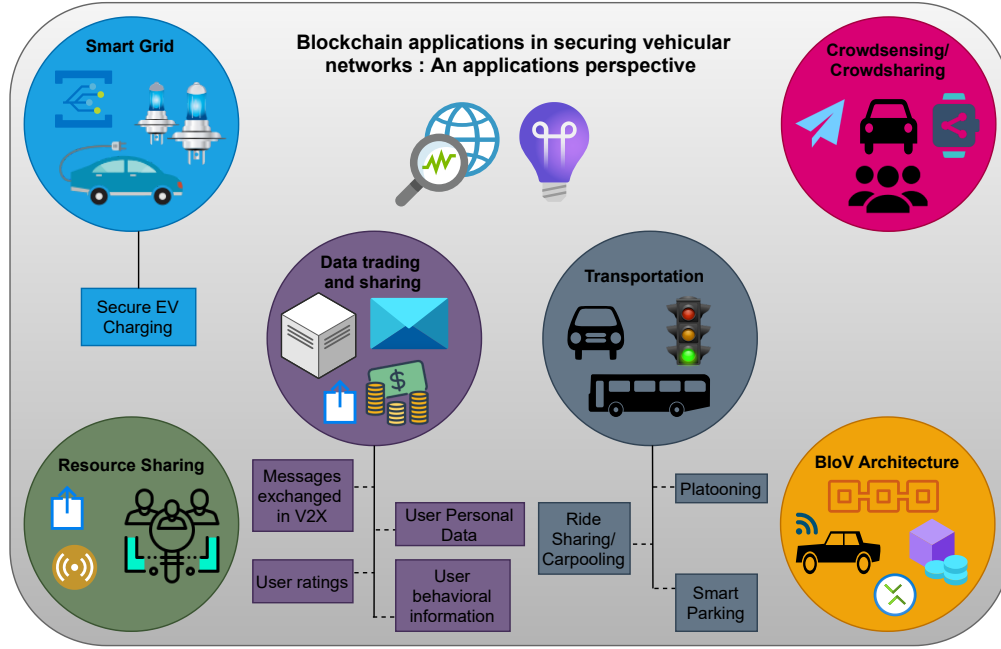 Smart Grid
Blockchain applications in securing vehicular
networks : An applications perspective
Crowdsensing/
Crowdsharing
Secure EV
Charging
Data trading
and sharing
$
Transportation
Resource Sharing
Messages
exchanged
in V2X
User Personal
Data
User ratings
User
behavioral
information
Platooning
Ride
Sharing/
Carpooling
Smart
Parking
BIoV Architecture